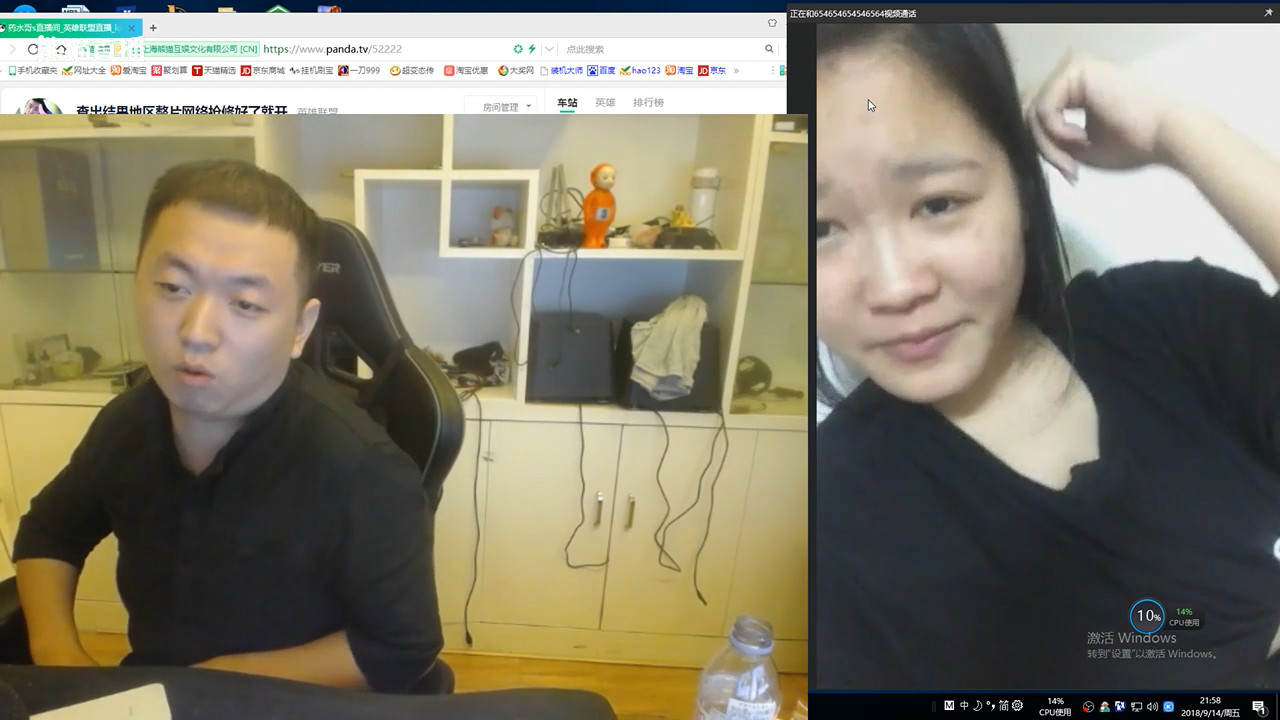 药水哥s直播间_英雄联盟直播_
正在和654654654546564视频通话
上海熊猫互娱文化有限公司 [CN]
https://www.panda.tv/52222
点此搜索
手机收藏夹 网址大全 爱淘宝 聚划算 天猫精选 京东商城 挂机刷宝 一刀999 超变态传 淘宝优惠 大奖网 装机大师 百度 hao123 淘宝 京东 »
查出结果地区整片网络抢修好了就开
英雄联盟
房间管理
车站 英雄 排行榜
10%
14%
CPU使用
激活 Windows
转到"设置"以激活 Windows。
M 中 简
14%
CPU使用
21:58
2018/9/14/周五
1